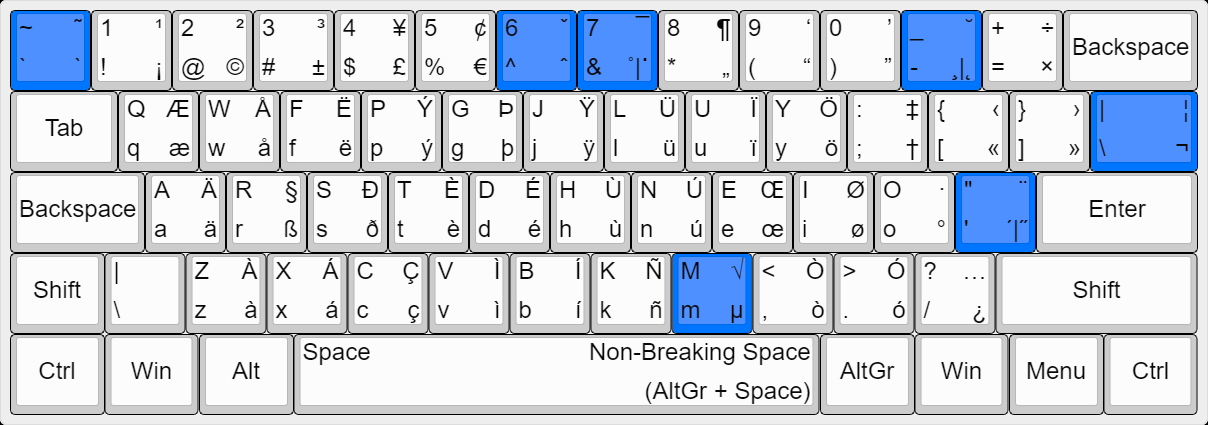 ~ ˜ 1 ¹ 2 ² 3 ³ 4 ¥ 5 ¢ 6 ˇ 7 ¯ 8 ¶ 9 ‘ 0 ’ _ ˘ + ÷ Backspace
` ` ! ¡ @ © # ± $ £ % € ^ ˆ & ˚|˙ * „ ( “ ) ” - ¸|˛ = ×
Tab Q Æ W Å F Ë P Ý G Þ J Ÿ L Ü U Ï Y Ö : ‡ { ‹ } › | ¦
q æ w å f ë p ý g þ j ÿ l ü u ï y ö ; † [ « ] » \ ¬
Backspace A Ä R § S Ð T È D É H Ù N Ú E Œ I Ø O · " ¨ Enter
a ä r ß s ð t è d é h ù n ú e œ i ø o ° ' ´|˝
Shift | Z À X Á C Ç V Ì B Í K Ñ M √ < Ò > Ó ? … Shift
\ z à x á c ç v ì b í k ñ m µ , ò . ó / ¿
Ctrl Win Alt Space Non-Breaking Space AltGr Win Menu Ctrl
(AltGr + Space)